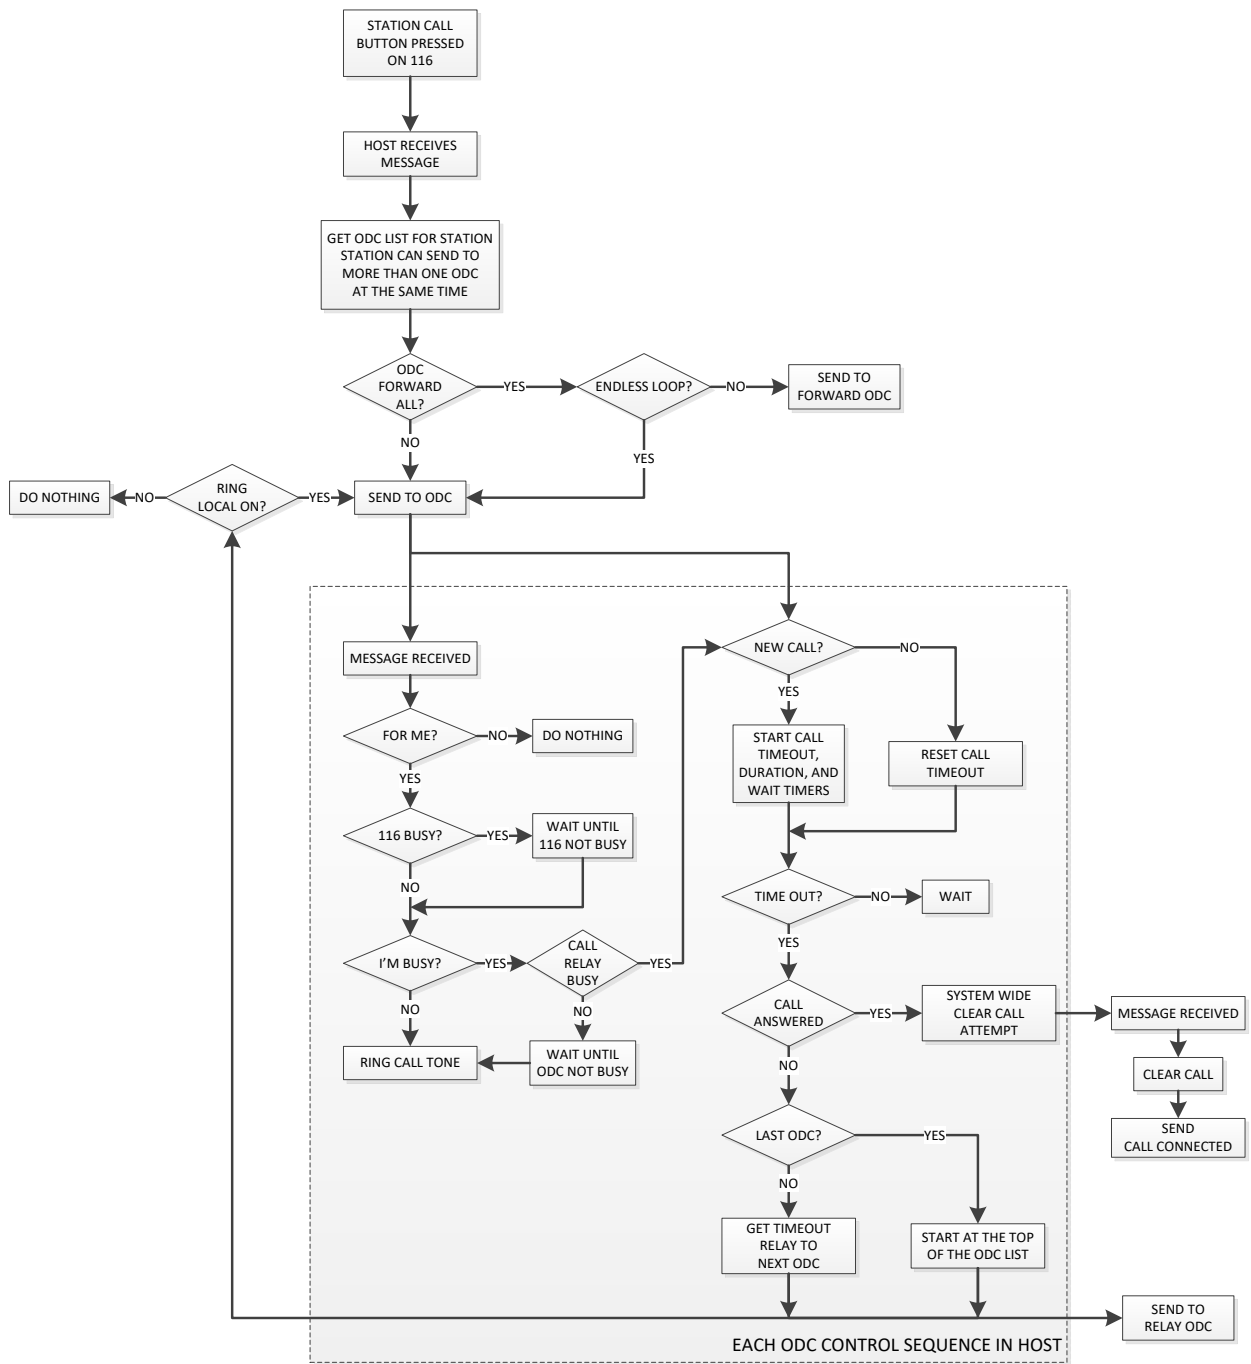 STATION CALL
BUTTON PRESSED
ON 116
HOST RECEIVES
MESSAGE
GET ODC LIST FOR STATION
STATION CAN SEND TO
MORE THAN ONE ODC
AT THE SAME TIME
ODC
FORWARD
ALL?
YES
ENDLESS LOOP?
NO
SEND TO
FORWARD ODC
NO
YES
DO NOTHING
NO
RING
LOCAL ON?
YES
SEND TO ODC
MESSAGE RECEIVED
FOR ME?
NO
DO NOTHING
YES
116 BUSY?
YES
WAIT UNTIL
116 NOT BUSY
NO
I'M BUSY?
YES
CALL
RELAY
BUSY
YES
NO
NO
RING CALL TONE
WAIT UNTIL
ODC NOT BUSY
NEW CALL?
NO
YES
START CALL
TIMEOUT,
DURATION, AND
WAIT TIMERS
RESET CALL
TIMEOUT
TIME OUT?
NO
WAIT
YES
CALL
ANSWERED
YES
SYSTEM WIDE
CLEAR CALL
ATTEMPT
MESSAGE RECEIVED
CLEAR CALL
SEND
CALL CONNECTED
NO
LAST ODC?
YES
NO
GET TIMEOUT
RELAY TO
NEXT ODC
START AT THE TOP
OF THE ODC LIST
SEND TO
RELAY ODC
EACH ODC CONTROL SEQUENCE IN HOST